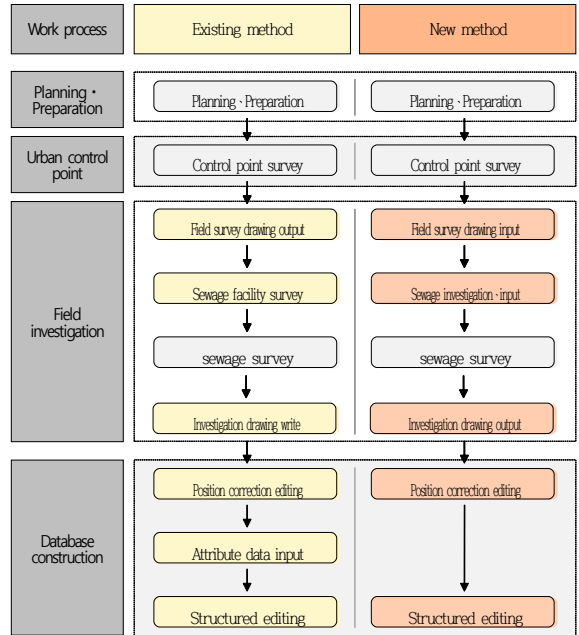 Work process
Existing method
New method
Planning・
Preparation
Planning、Preparation
Planning、Preparation
Urban control
point
Control point survey
Control point survey
Field
investigation
Field survey drawing output
Field survey drawing input
Sewage facility survey
Sewage investigation·input
sewage survey
sewage survey
Investigation drawing write
Investigation drawing output
Database
construction
Position correction editing
Position correction editing
Attribute data input
Structured editing
Structured editing